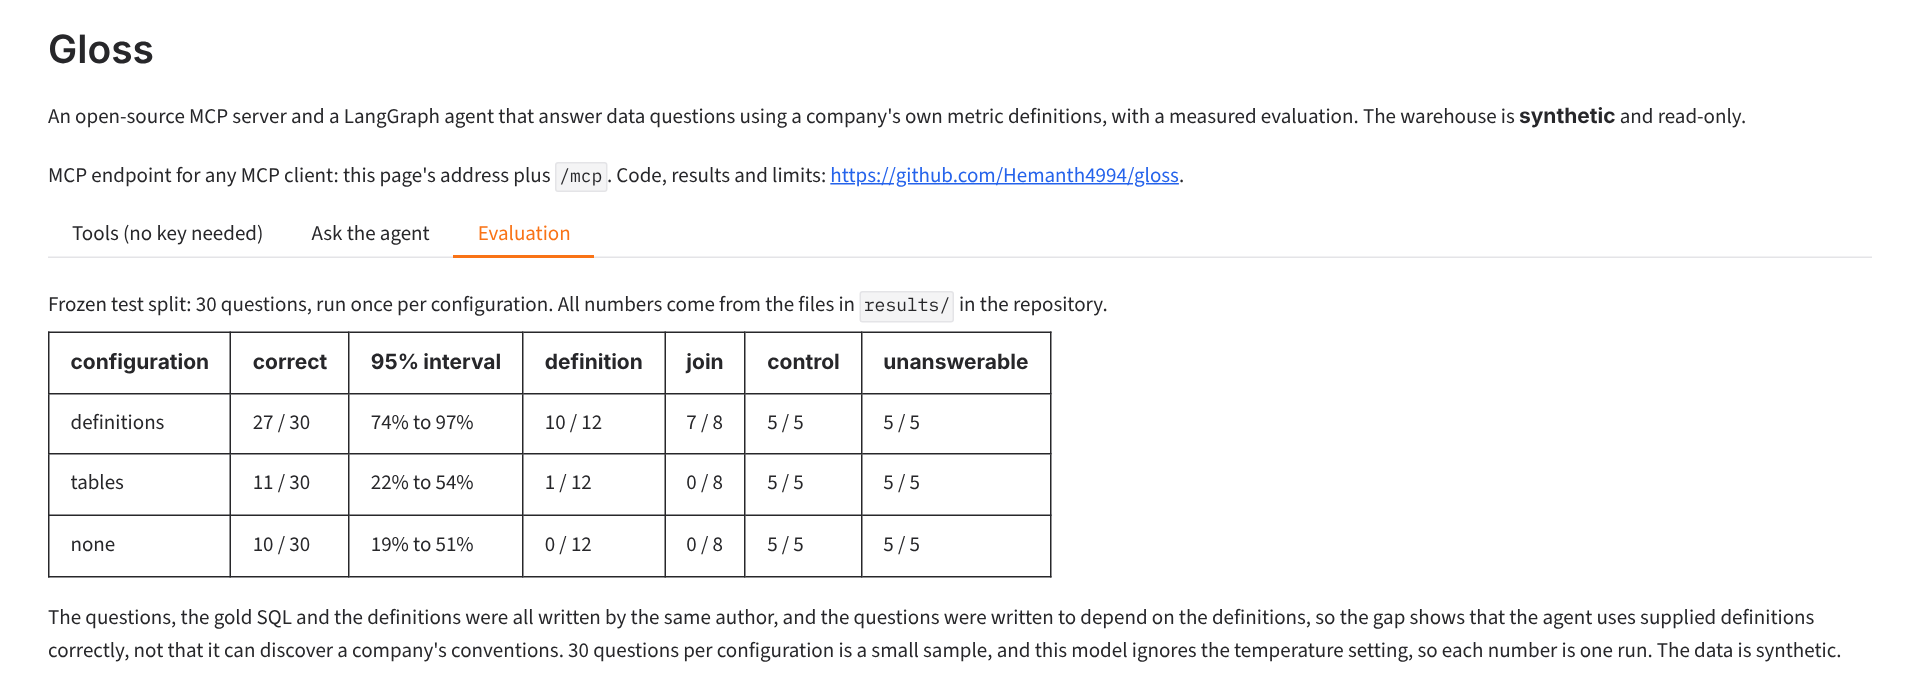 Gloss
An open-source MCP server and a LangGraph agent that answer data questions using a company's own metric definitions, with a measured evaluation. The warehouse is synthetic and read-only.
MCP endpoint for any MCP client: this page's address plus /mcp. Code, results and limits: https://github.com/Hemanth4994/gloss.
Tools (no key needed) Ask the agent Evaluation
Frozen test split: 30 questions, run once per configuration. All numbers come from the files in results/ in the repository.
configuration correct 95% interval definition join control unanswerable
definitions 27 / 30 74% to 97% 10 / 12 7 / 8 5 / 5 5 / 5
tables 11 / 30 22% to 54% 1 / 12 0 / 8 5 / 5 5 / 5
none 10 / 30 19% to 51% 0 / 12 0 / 8 5 / 5 5 / 5
The questions, the gold SQL and the definitions were all written by the same author, and the questions were written to depend on the definitions, so the gap shows that the agent uses supplied definitions
correctly, not that it can discover a company's conventions. 30 questions per configuration is a small sample, and this model ignores the temperature setting, so each number is one run. The data is synthetic.